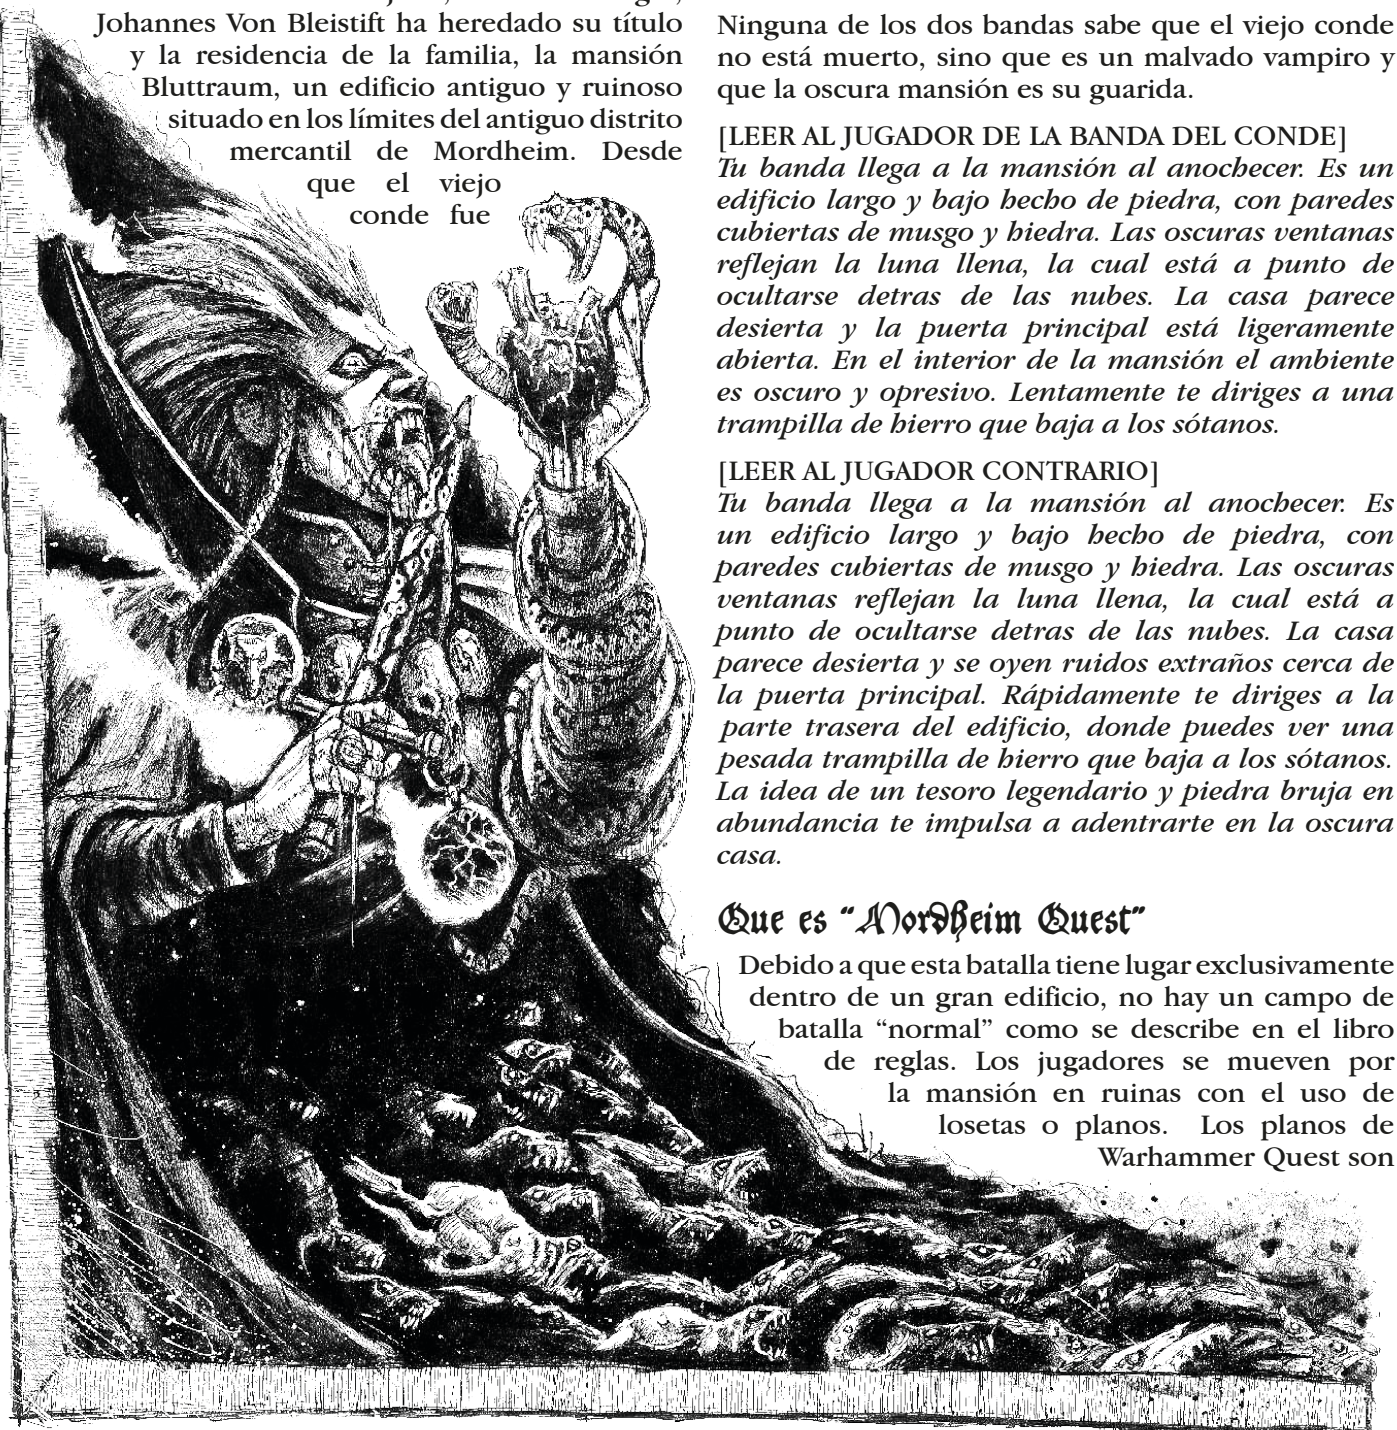 Johannes Von Bleistift ha heredado su título
y la residencia de la familia, la mansión
Bluttraum, un edificio antiguo y ruinoso
situado en los límites del antiguo distrito
mercantil de Mordheim. Desde
que el viejo
conde fue
Ninguna de los dos bandas sabe que el viejo conde
no está muerto, sino que es un malvado vampiro y
que la oscura mansión es su guarida.
[LEER AL JUGADOR DE LA BANDA DEL CONDE]
Tu banda llega a la mansión al anochecer. Es un
edificio largo y bajo hecho de piedra, con paredes
cubiertas de musgo y hiedra. Las oscuras ventanas
reflejan la luna llena, la cual está a punto de
ocultarse detras de las nubes. La casa parece
desierta y la puerta principal está ligeramente
abierta. En el interior de la mansión el ambiente
es oscuro y opresivo. Lentamente te diriges a una
trampilla de hierro que baja a los sótanos.
[LEER AL JUGADOR CONTRARIO]
Tu banda llega a la mansión al anochecer. Es
un edificio largo y bajo hecho de piedra, con
paredes cubiertas de musgo y hiedra. Las oscuras
ventanas reflejan la luna llena, la cual está a
punto de ocultarse detras de las nubes. La casa
parece desierta y se oyen ruidos extraños cerca de
la puerta principal. Rápidamente te diriges a la
parte trasera del edificio, donde puedes ver una
pesada trampilla de hierro que baja a los sótanos.
La idea de un tesoro legendario y piedra bruja en
abundancia te impulsa a adentrarte en la oscura
casa.
Que es “Mordheim Quest”
Debido a que esta batalla tiene lugar exclusivamente
dentro de un gran edificio, no hay un campo de
batalla “normal” como se describe en el libro
de reglas. Los jugadores se mueven por
la mansión en ruinas con el uso de
losetas o planos. Los planos de
Warhammer Quest son